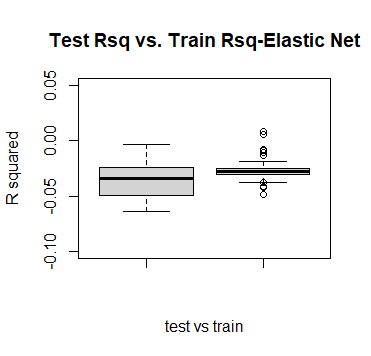 Test Rsq vs. Train Rsq-Elastic Net
R squared
0.05
0.00
-0.05
-0.10
test vs train